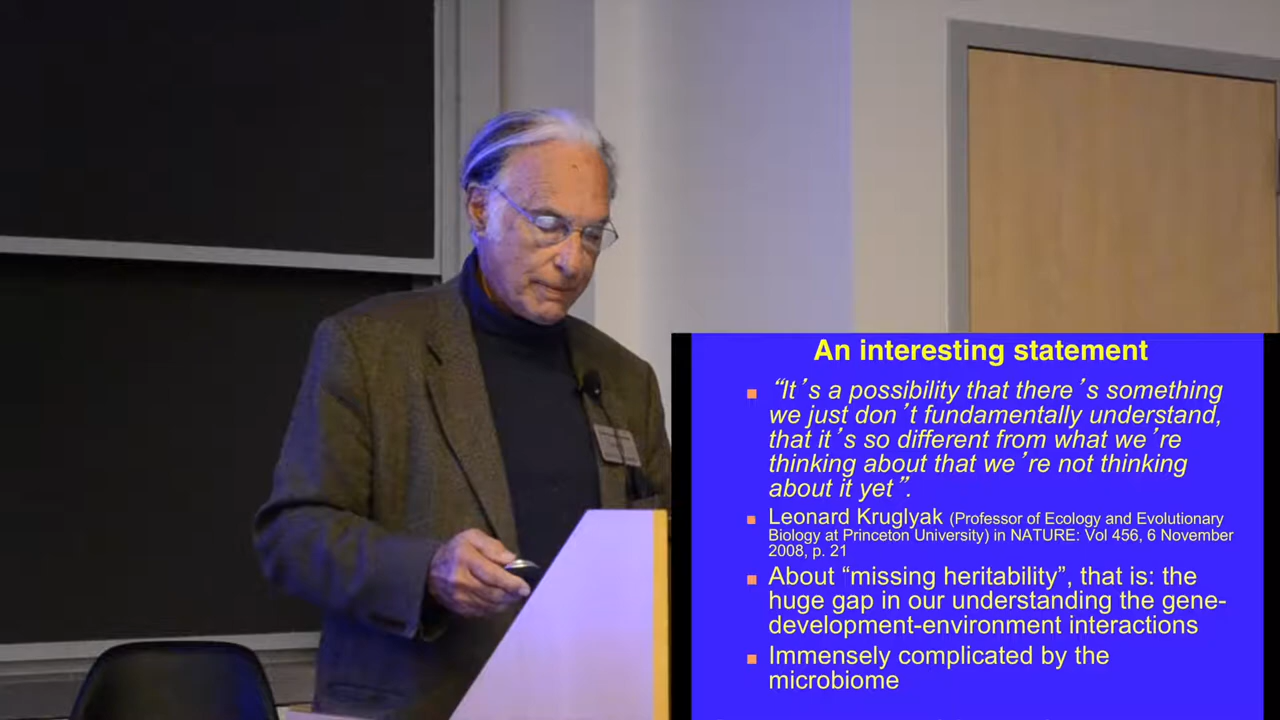 An interesting statement
“It’s a possibility that there’s something
we just don’t fundamentally understand,
that it’s so different from what we’re
thinking about that we’re not thinking
about it yet”.
Leonard Kruglyak (Professor of Ecology and Evolutionary
Biology at Princeton University) in NATURE: Vol 456, 6 November
2008, p. 21
About “missing heritability”, that is: the
huge gap in our understanding the gene-
development-environment interactions
Immensely complicated by the
microbiome